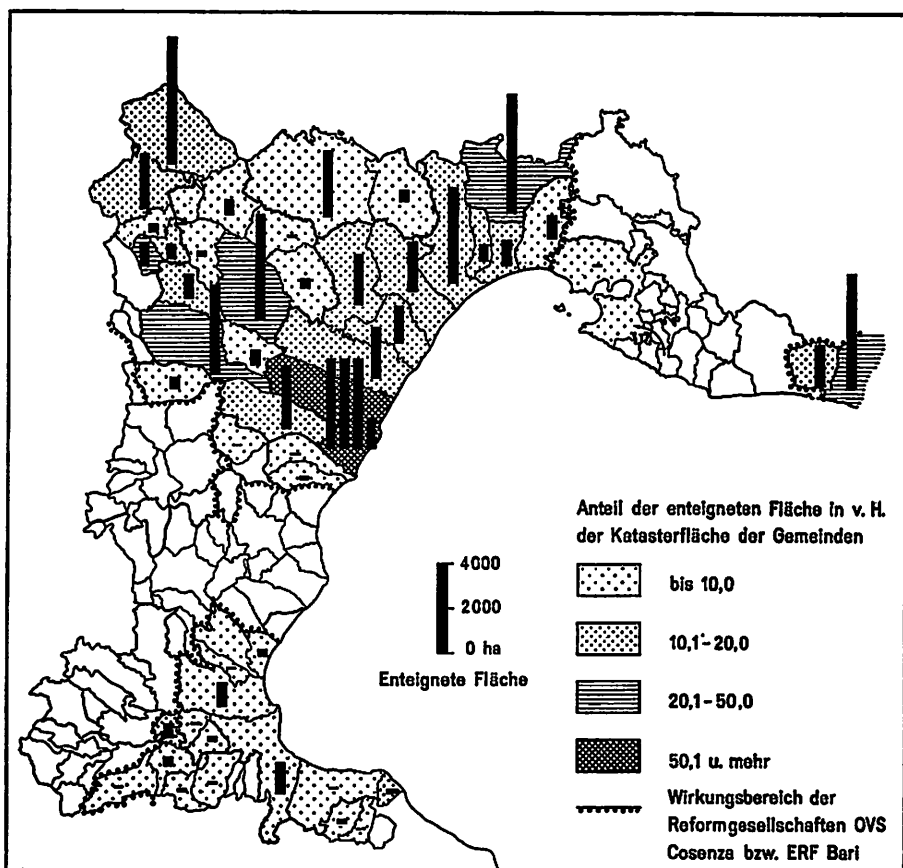 Anteil der enteigneten Fläche in v. H.
der Katasterfläche der Gemeinden
bis 10,0
10,1-20,0
20,1-50,0
50,1 u. mehr
Wirkungsbereich der
Reformgesellschaften OVS
Cosenza bzw. ERF Bari
4000
2000
0 ha
Enteignete Fläche